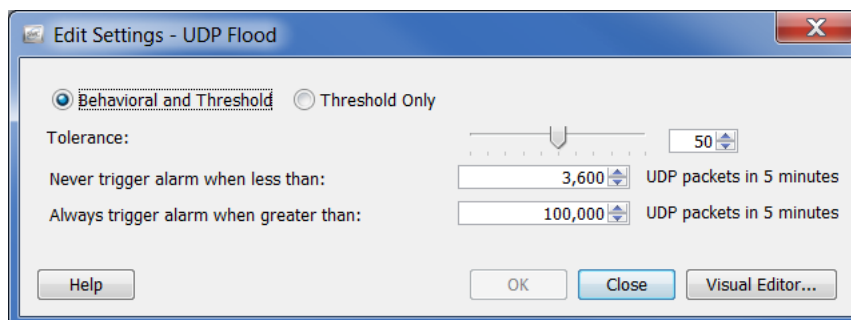 Edit Settings - UDP Flood
Behavioral and Threshold Threshold Only
Tolerance: 50
Never trigger alarm when less than: 3,600 UDP packets in 5 minutes
Always trigger alarm when greater than: 100,000 UDP packets in 5 minutes
Help OK Close Visual Editor...